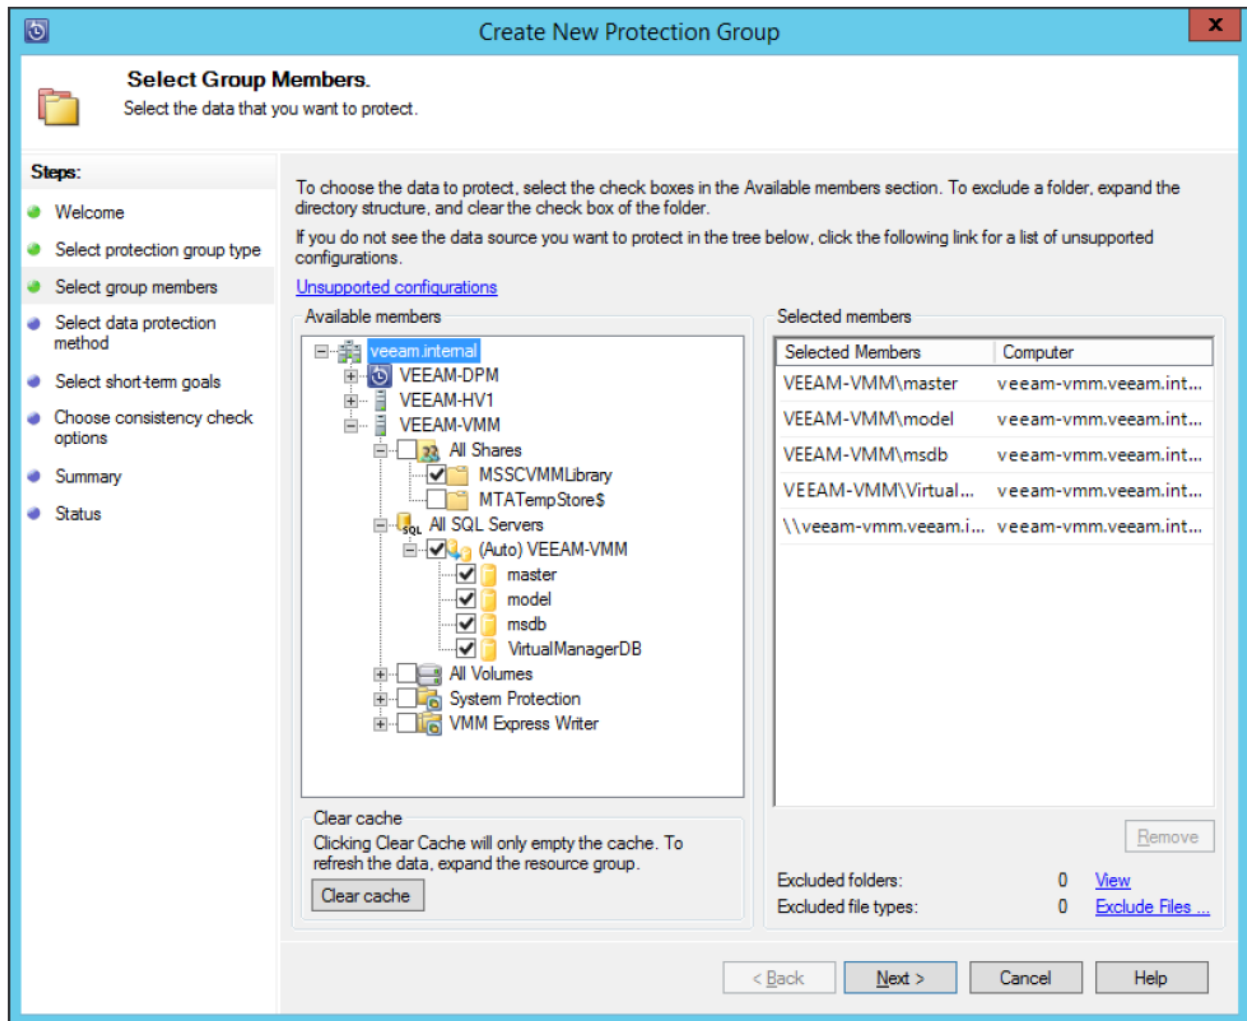 Create New Protection Group
x
Select Group Members.
Select the data that you want to protect.
Steps:
Welcome
Select protection group type
Select group members
Select data protection
method
Select short-term goals
Choose consistency check
options
Summary
Status
To choose the data to protect, select the check boxes in the Available members section. To exclude a folder, expand the
directory structure, and clear the check box of the folder.
If you do not see the data source you want to protect in the tree below, click the following link for a list of unsupported
configurations.
Unsupported configurations
Available members
veeam.internal
VEEAM-DPM
VEEAM-HV1
VEEAM-VMM
All Shares
MSSCVMMLibrary
MTATempStore$
SQL All SQL Servers
(Auto) VEEAM-VMM
master
model
msdb
VirtualManagerDB
All Volumes
System Protection
VMM Express Writer
Clear cache
Clicking Clear Cache will only empty the cache. To
refresh the data, expand the resource group.
Clear cache
Selected members
Selected Members Computer
VEEAM-VMM\master veeam-vmm.veeam.int...
VEEAM-VMM\model veeam-vmm.veeam.int...
VEEAM-VMM\msdb veeam-vmm.veeam.int...
VEEAM-VMM\Virtual... veeam-vmm.veeam.int...
\\veeam-vmm.veeam.i... veeam-vmm.veeam.int...
Remove
Excluded folders: 0 View
Excluded file types: 0 Exclude Files ...
< Back Next > Cancel Help